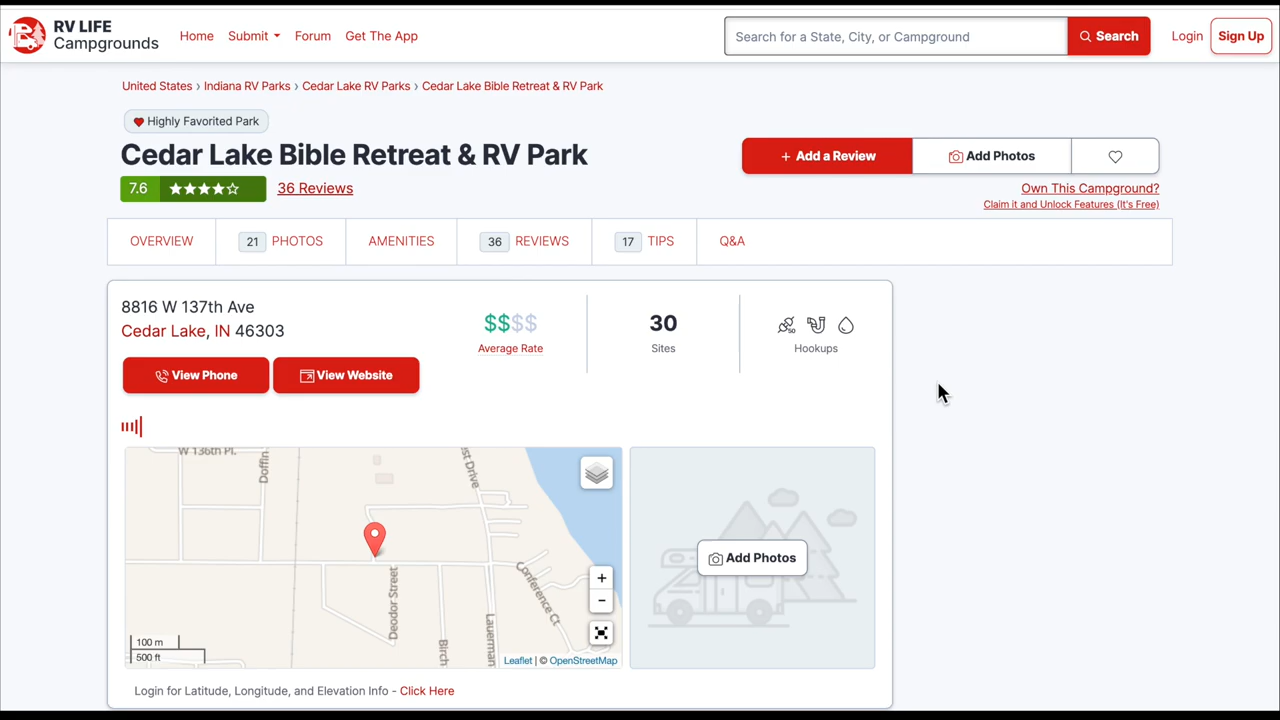 RV LIFE
Campgrounds
Home
Submit
Forum
Get The App
Search for a State, City, or Campground
Search
Login
Sign Up
United States › Indiana RV Parks › Cedar Lake RV Parks › Cedar Lake Bible Retreat & RV Park
Highly Favorited Park
Cedar Lake Bible Retreat & RV Park
+ Add a Review
Add Photos
7.6
36 Reviews
Own This Campground?
Claim it and Unlock Features (It's Free)
OVERVIEW
21 PHOTOS
AMENITIES
36 REVIEWS
17 TIPS
Q&A
8816 W 137th Ave
Cedar Lake, IN 46303
$$$$
Average Rate
30
Sites
50
Hookups
View Phone
View Website
W 136th Pl.
Doffin
st Drive
Deodor Street
Birch
Lauerman
Conference Ct
+
−
100 m
500 ft
Leaflet | © OpenStreetMap
Add Photos
Login for Latitude, Longitude, and Elevation Info - Click Here